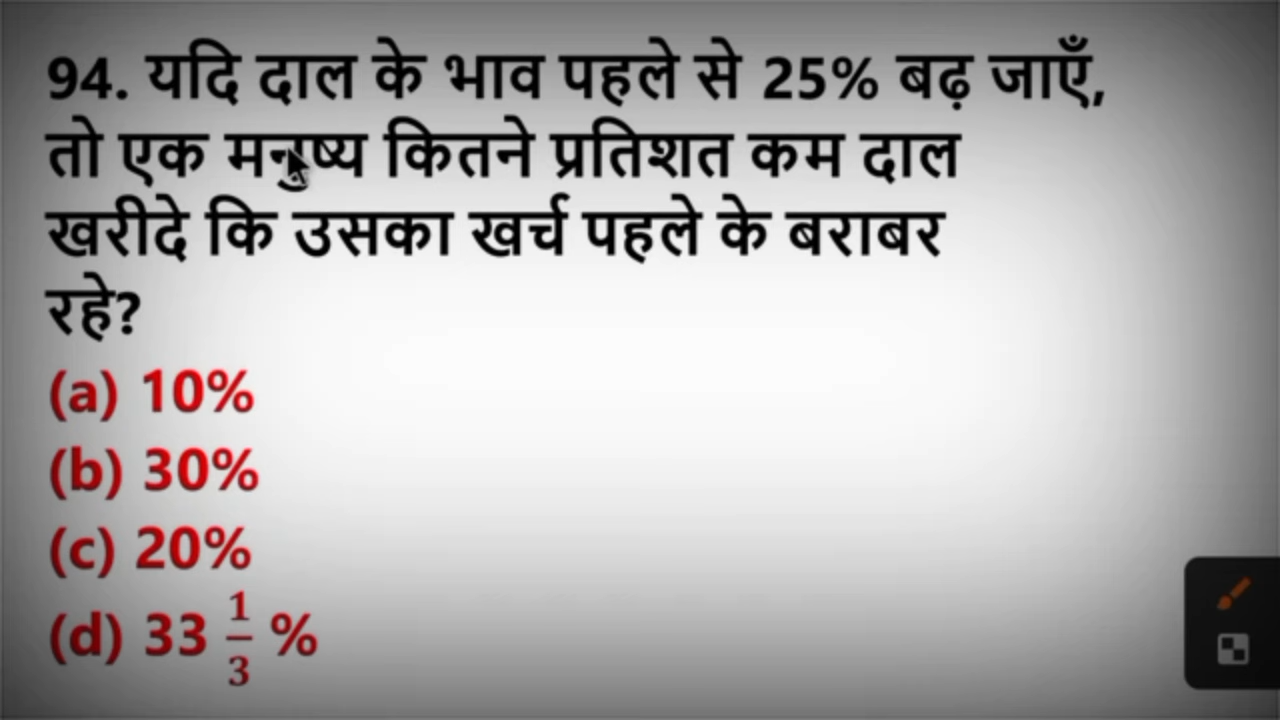 94. यदि दाल के भाव पहले से 25% बढ़ जाएँ,
तो एक मनुष्य कितने प्रतिशत कम दाल
खरीदे कि उसका खर्च पहले के बराबर
रहे?
(a) 10%
(b) 30%
(c) 20%
(d) 33 1/3 %